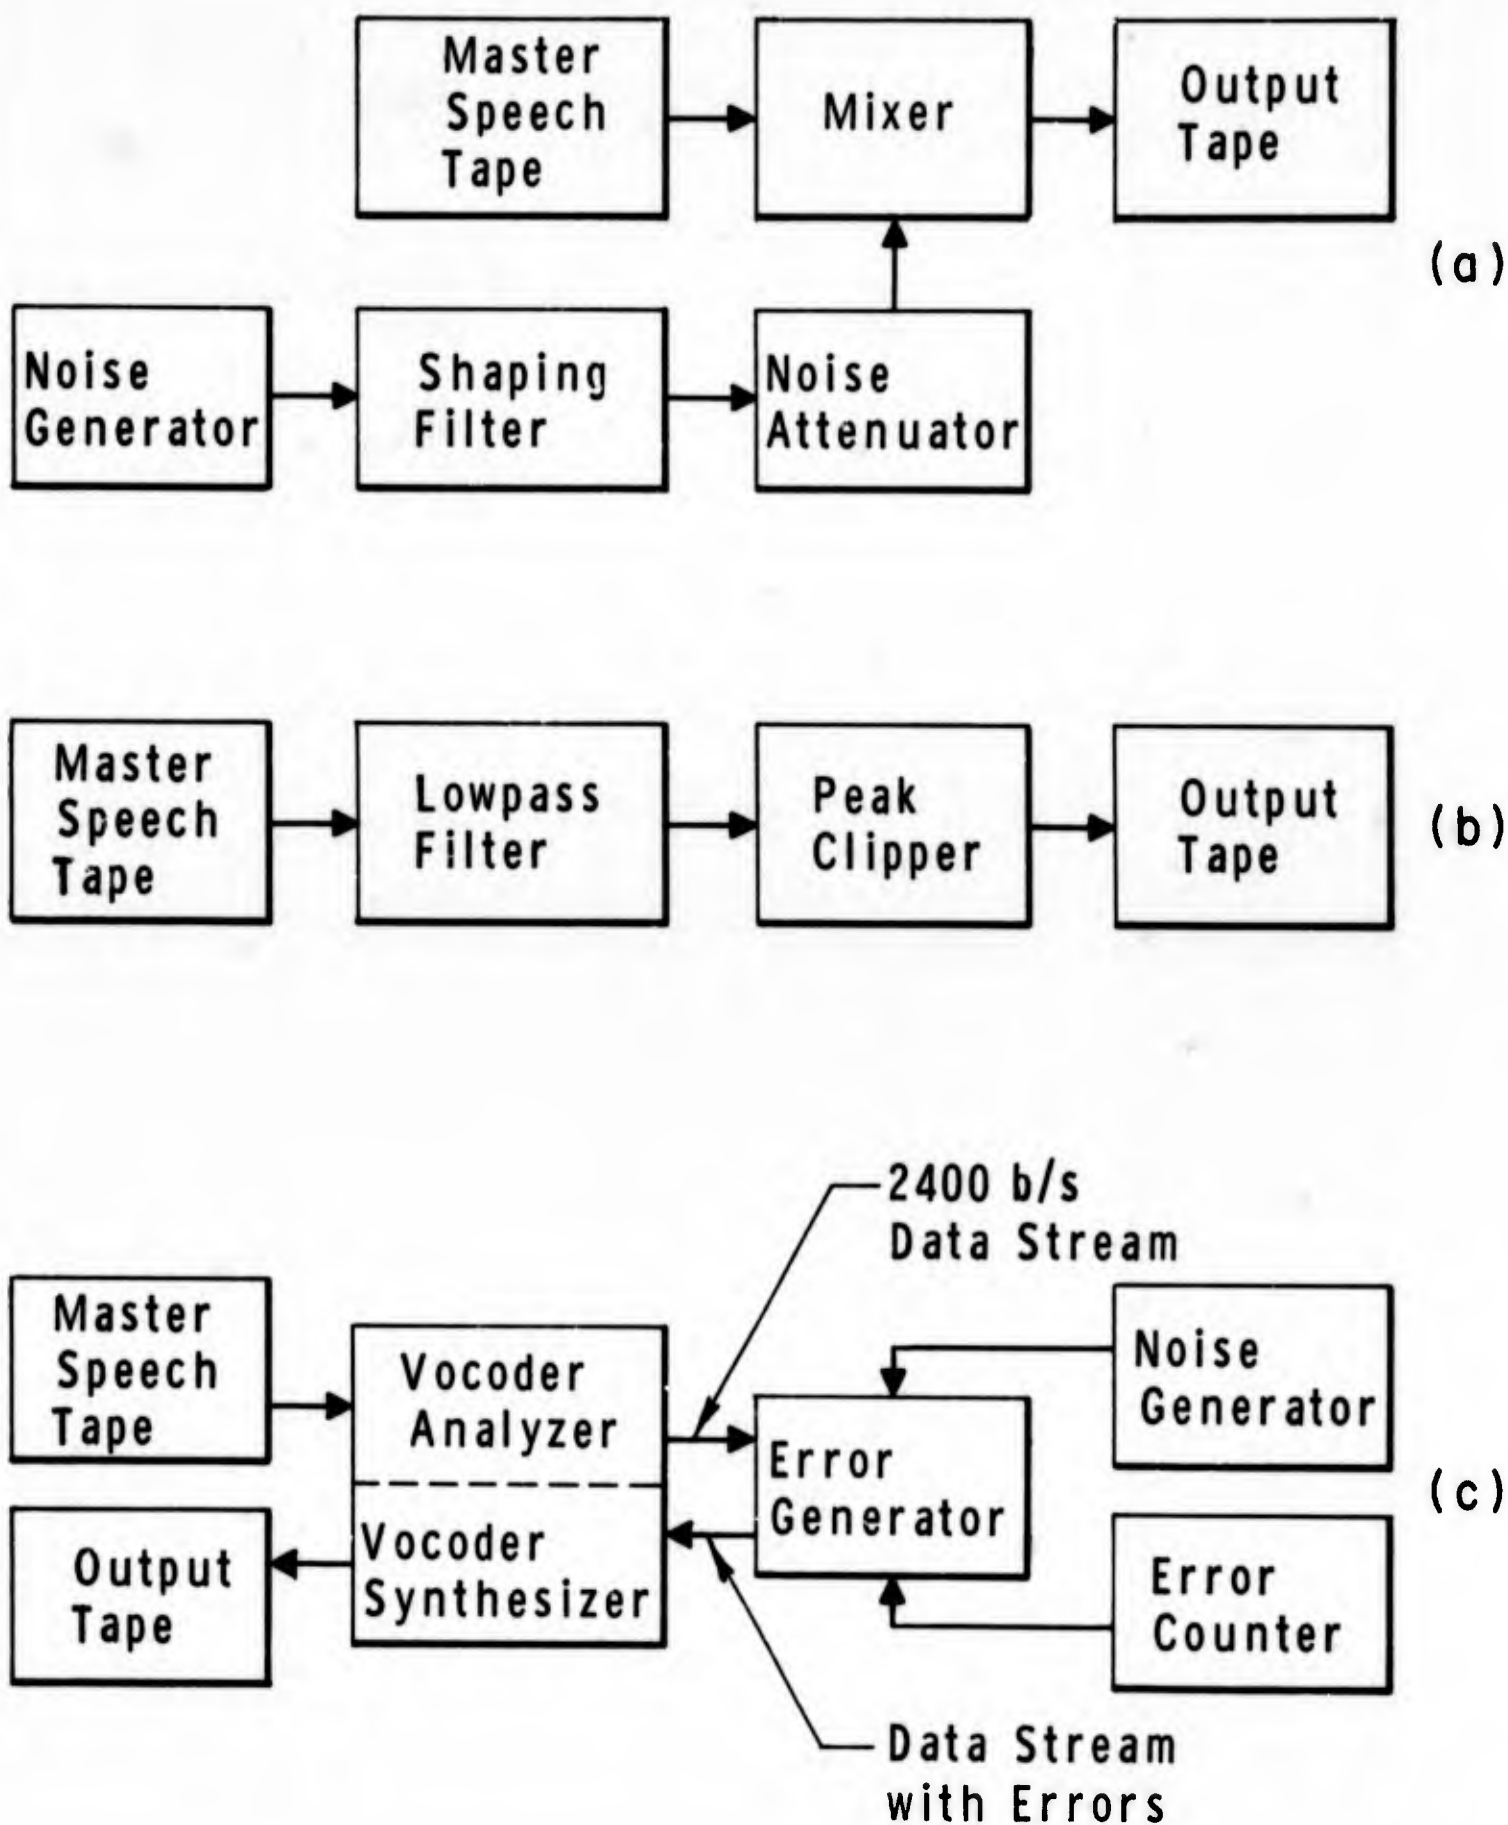 Master
Speech
Tape
Mixer
Output
Tape
(a)
Noise
Generator
Shaping
Filter
Noise
Attenuator
Master
Speech
Tape
Lowpass
Filter
Peak
Clipper
Output
Tape
(b)
2400 b/s
Data Stream
Master
Speech
Tape
Vocoder
Analyzer
Noise
Generator
Error
Generator
(c)
Output
Tape
Vocoder
Synthesizer
Error
Counter
Data Stream
with Errors